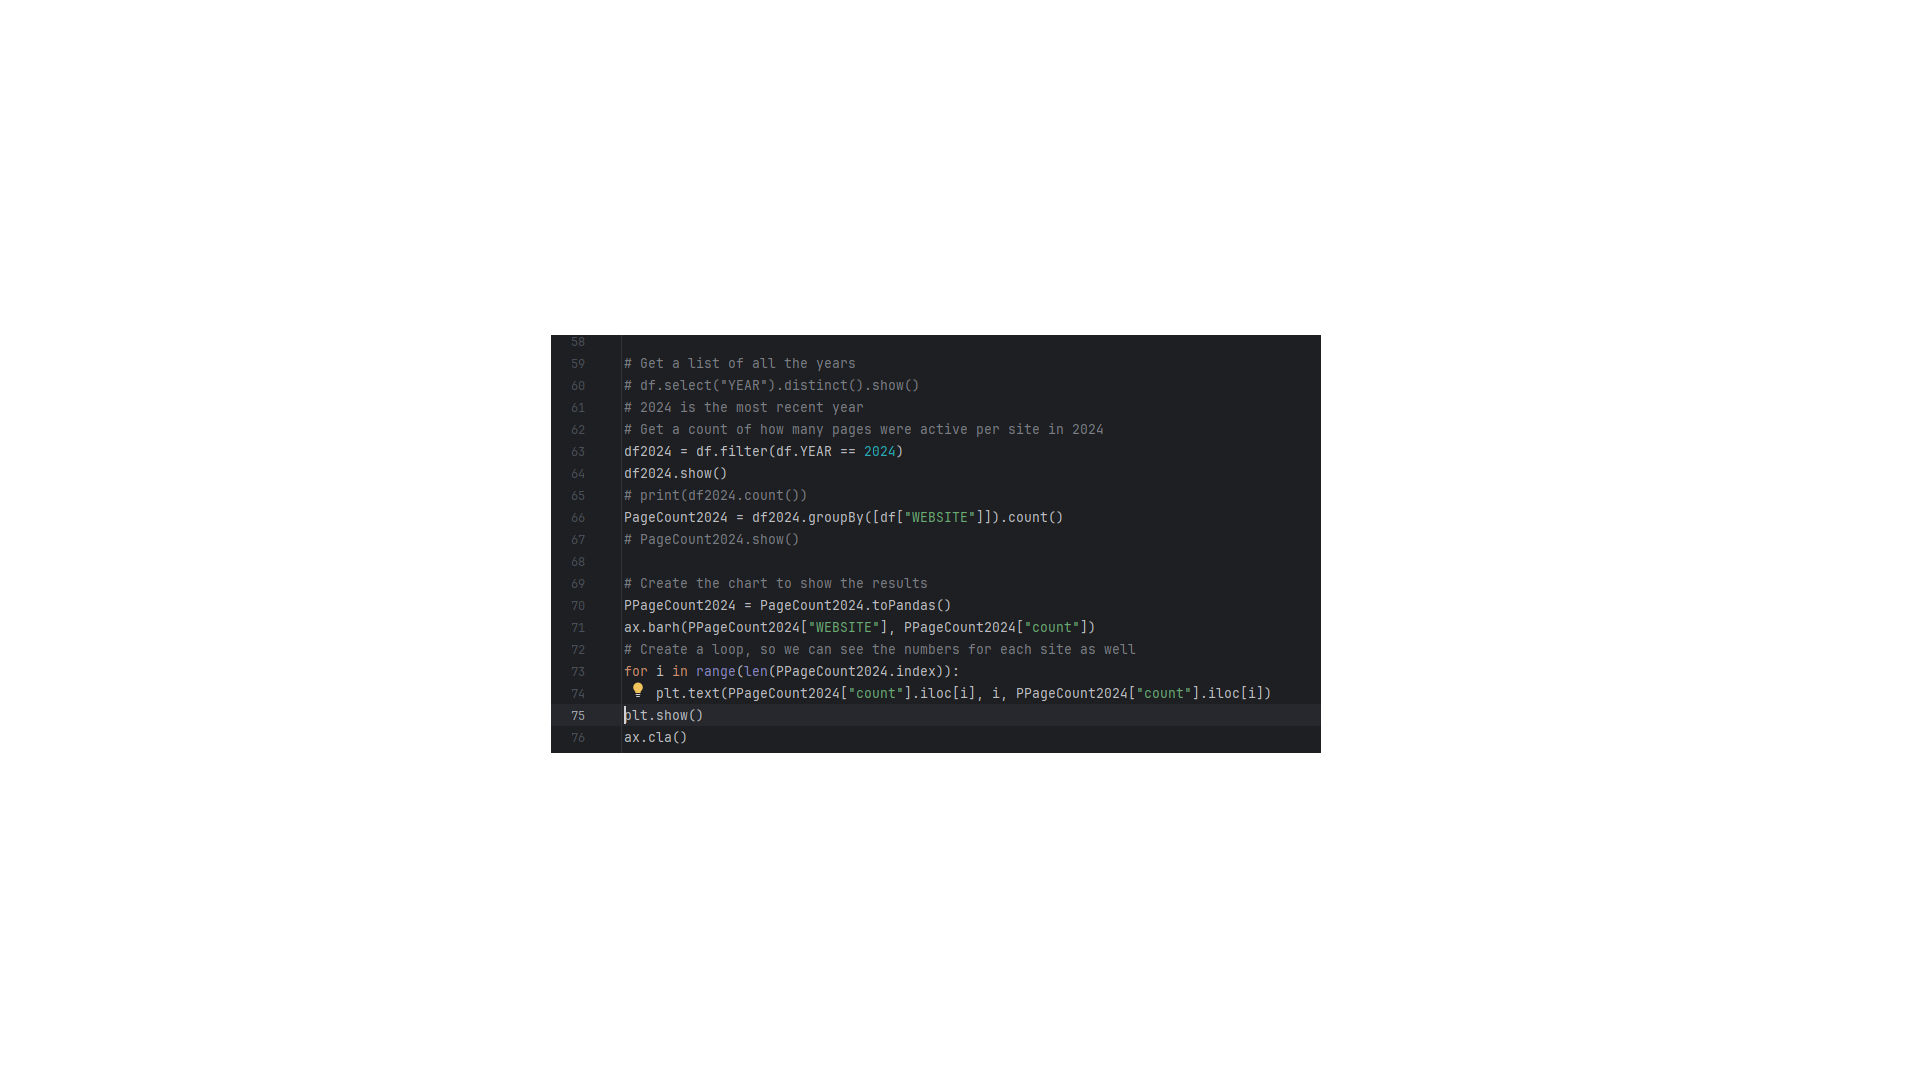 58
59 # Get a list of all the years
60 # df.select("YEAR").distinct().show()
61 # 2024 is the most recent year
62 # Get a count of how many pages were active per site in 2024
63 df2024 = df.filter(df.YEAR == 2024)
64 df2024.show()
65 # print(df2024.count())
66 PageCount2024 = df2024.groupBy([df["WEBSITE"]]).count()
67 # PageCount2024.show()
68
69 # Create the chart to show the results
70 PPageCount2024 = PageCount2024.toPandas()
71 ax.barh(PPageCount2024["WEBSITE"], PPageCount2024["count"])
72 # Create a loop, so we can see the numbers for each site as well
73 for i in range(len(PPageCount2024.index)):
74     plt.text(PPageCount2024["count"].iloc[i], i, PPageCount2024["count"].iloc[i])
75 plt.show()
76 ax.cla()